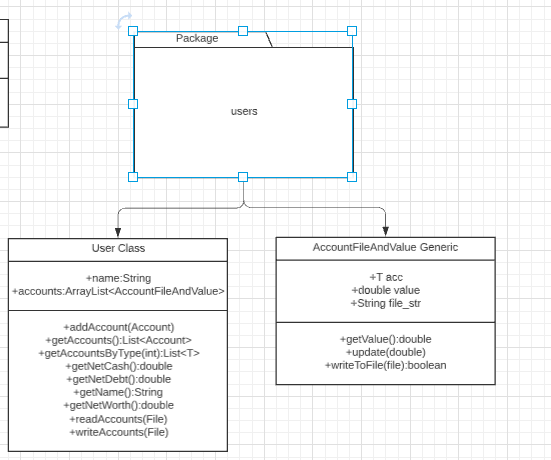 Package
users
User Class
+name:String
+accounts:ArrayList<AccountFileAndValue>
+addAccount(Account)
+getAccounts():List<Account>
+getAccountsByType(int):List<T>
+getNetCash():double
+getNetDebt():double
+getName():String
+getNetWorth():double
+readAccounts(File)
+writeAccounts(File)
AccountFileAndValue Generic
+T acc
+double value
+String file_str
+getValue():double
+update(double)
+writeToFile(file):boolean